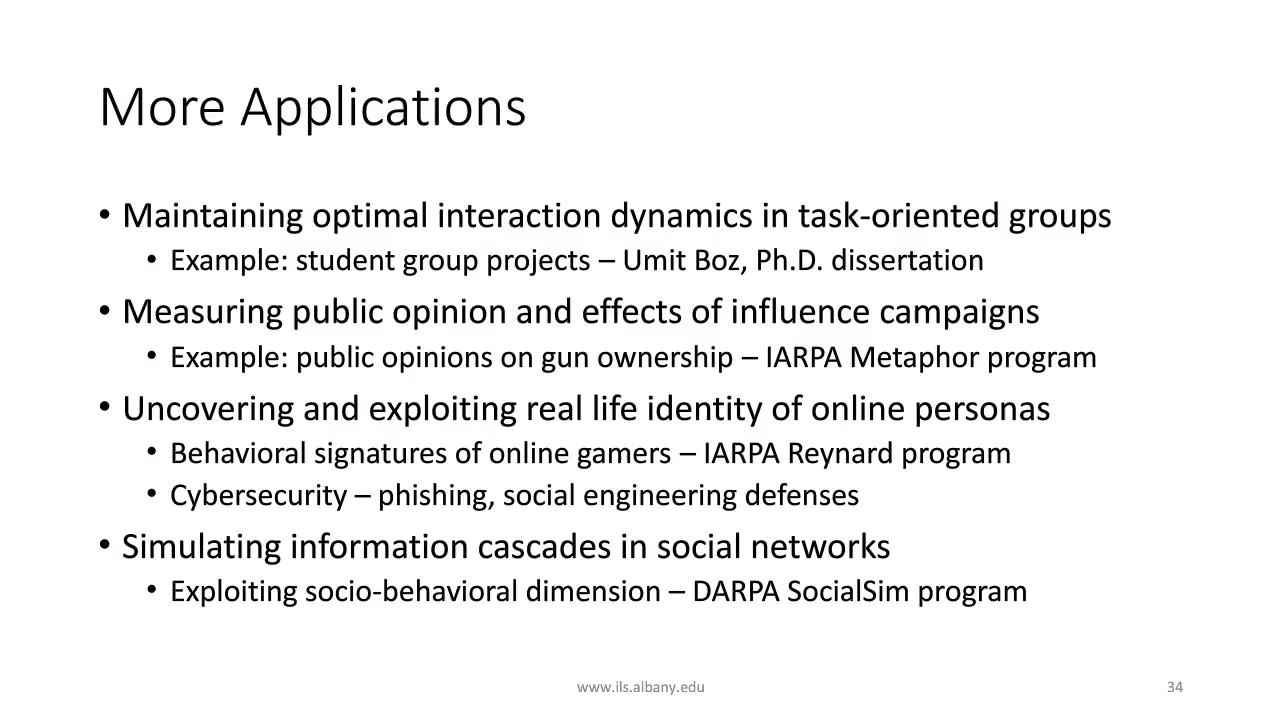 More Applications
• Maintaining optimal interaction dynamics in task-oriented groups
• Example: student group projects – Umit Boz, Ph.D. dissertation
• Measuring public opinion and effects of influence campaigns
• Example: public opinions on gun ownership – IARPA Metaphor program
• Uncovering and exploiting real life identity of online personas
• Behavioral signatures of online gamers – IARPA Reynard program
• Cybersecurity – phishing, social engineering defenses
• Simulating information cascades in social networks
• Exploiting socio-behavioral dimension – DARPA SocialSim program
www.ils.albany.edu
34